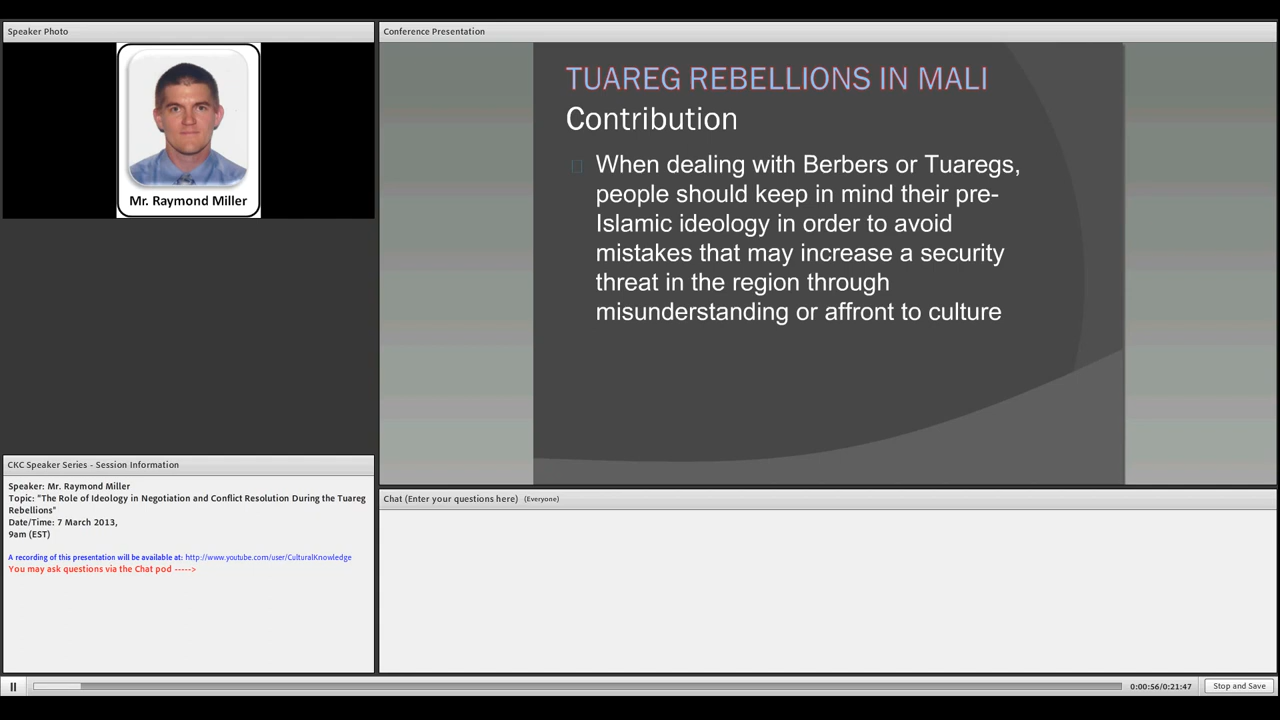 Speaker Photo
Mr. Raymond Miller
Conference Presentation
TUAREG REBELLIONS IN MALI
Contribution
When dealing with Berbers or Tuaregs,
people should keep in mind their pre-
Islamic ideology in order to avoid
mistakes that may increase a security
threat in the region through
misunderstanding or affront to culture
CKC Speaker Series - Session Information
Speaker: Mr. Raymond Miller
Topic: "The Role of Ideology in Negotiation and Conflict Resolution During the Tuareg
Rebellions"
Date/Time: 7 March 2013,
9am (EST)
A recording of this presentation will be available at: http://www.youtube.com/user/CulturalKnowledge
You may ask questions via the Chat pod ----->
Chat (Enter your questions here) (Everyone)
0:00:56/0:21:47
Stop and Save